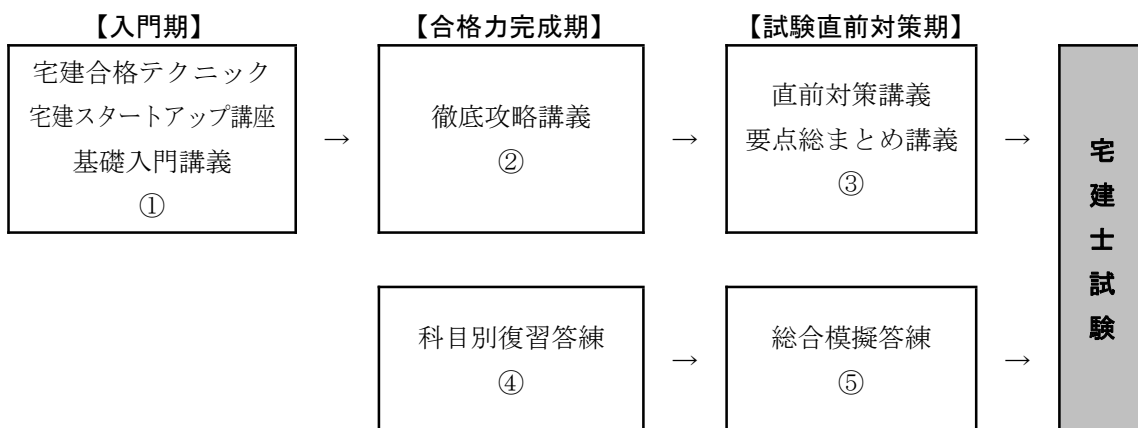 【入門期】
【合格力完成期】
【試験直前対策期】
宅建合格テクニック
宅建スタートアップ講座
基礎入門講義
①
→
徹底攻略講義
②
→
直前対策講義
要点総まとめ講義
③
→
科目別復習答練
④
→
総合模擬答練
⑤
→
宅建士試験